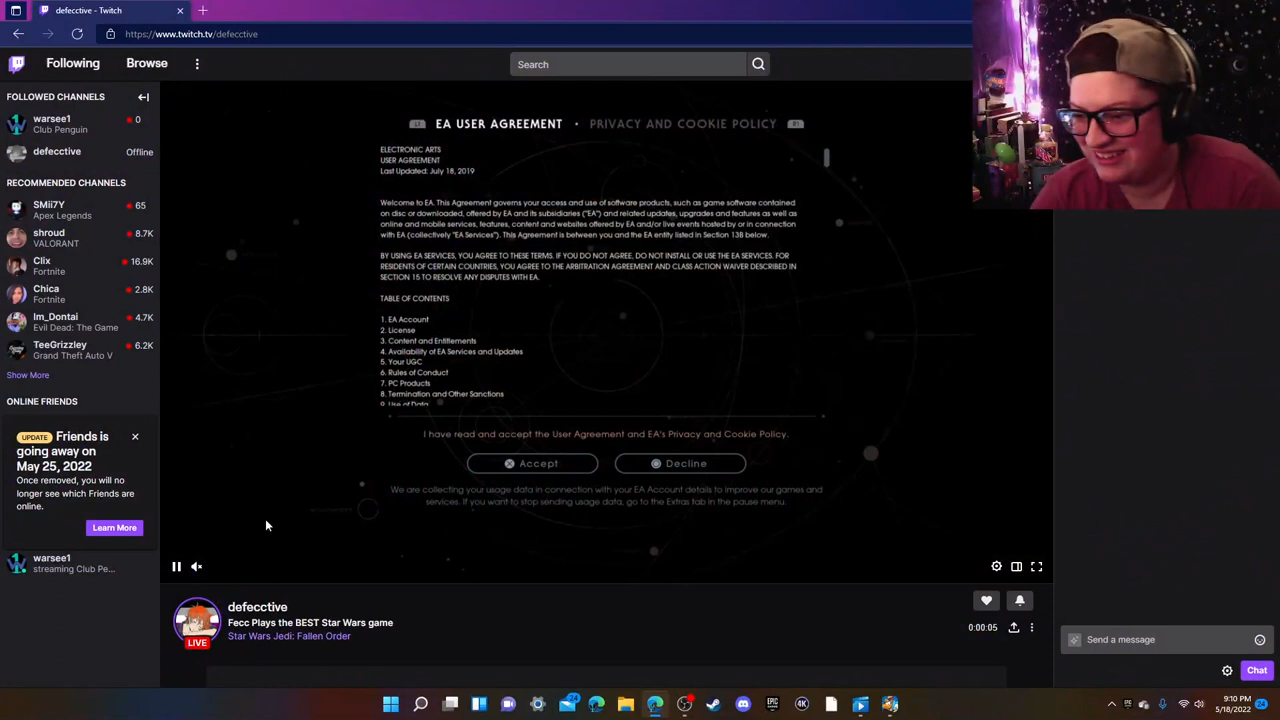 defecctive - Twitch
https://www.twitch.tv/defecctive
Following
Browse
Search
FOLLOWED CHANNELS
warsee1
Club Penguin
0
defecctive
Offline
RECOMMENDED CHANNELS
SMii7Y
Apex Legends
65
shroud
VALORANT
8.7K
Clix
Fortnite
16.9K
Chica
Fortnite
2.8K
Im_Dontai
Evil Dead: The Game
4.7K
TeeGrizzley
Grand Theft Auto V
6.2K
Show More
ONLINE FRIENDS
UPDATE Friends is
going away on
May 25, 2022
Once removed, you will no
longer see which Friends are
online.
Learn More
warsee1
streaming Club Pe...
EA USER AGREEMENT • PRIVACY AND COOKIE POLICY
ELECTRONIC ARTS
USER AGREEMENT
Last Updated: July 18, 2019
Welcome to EA. This Agreement governs your access and use of software products, such as game software contained
on disc or downloaded, offered by EA and its subsidiaries ("EA") and related updates, upgrades and features as well as
online and mobile services, features, content and websites offered by EA and/or live events hosted by or in connection
with EA (collectively "EA Services"). This Agreement is between you and the EA entity listed in Section 13B below.
BY USING EA SERVICES, YOU AGREE TO THESE TERMS. IF YOU DO NOT AGREE, DO NOT INSTALL OR USE THE EA SERVICES. FOR
RESIDENTS OF CERTAIN COUNTRIES, YOU AGREE TO THE ARBITRATION AGREEMENT AND CLASS ACTION WAIVER DESCRIBED IN
SECTION 15 TO RESOLVE ANY DISPUTES WITH EA.
TABLE OF CONTENTS
1. EA Account
2. License
3. Content and Entitlements
4. Availability of EA Services and Updates
5. Your UGC
6. Rules of Conduct
7. PC Products
8. Termination and Other Sanctions
9. Use of Data
I have read and accept the User Agreement and EA's Privacy and Cookie Policy.
Accept
Decline
We are collecting your usage data in connection with your EA Account details to improve our games and
services. If you want to stop sending usage data, go to the Extras tab in the pause menu.
LIVE
defecctive
Fecc Plays the BEST Star Wars game
Star Wars Jedi: Fallen Order
0:00:05
Send a message
Chat
EPIC
GAMES
4K
9:10 PM
5/18/2022
24
24